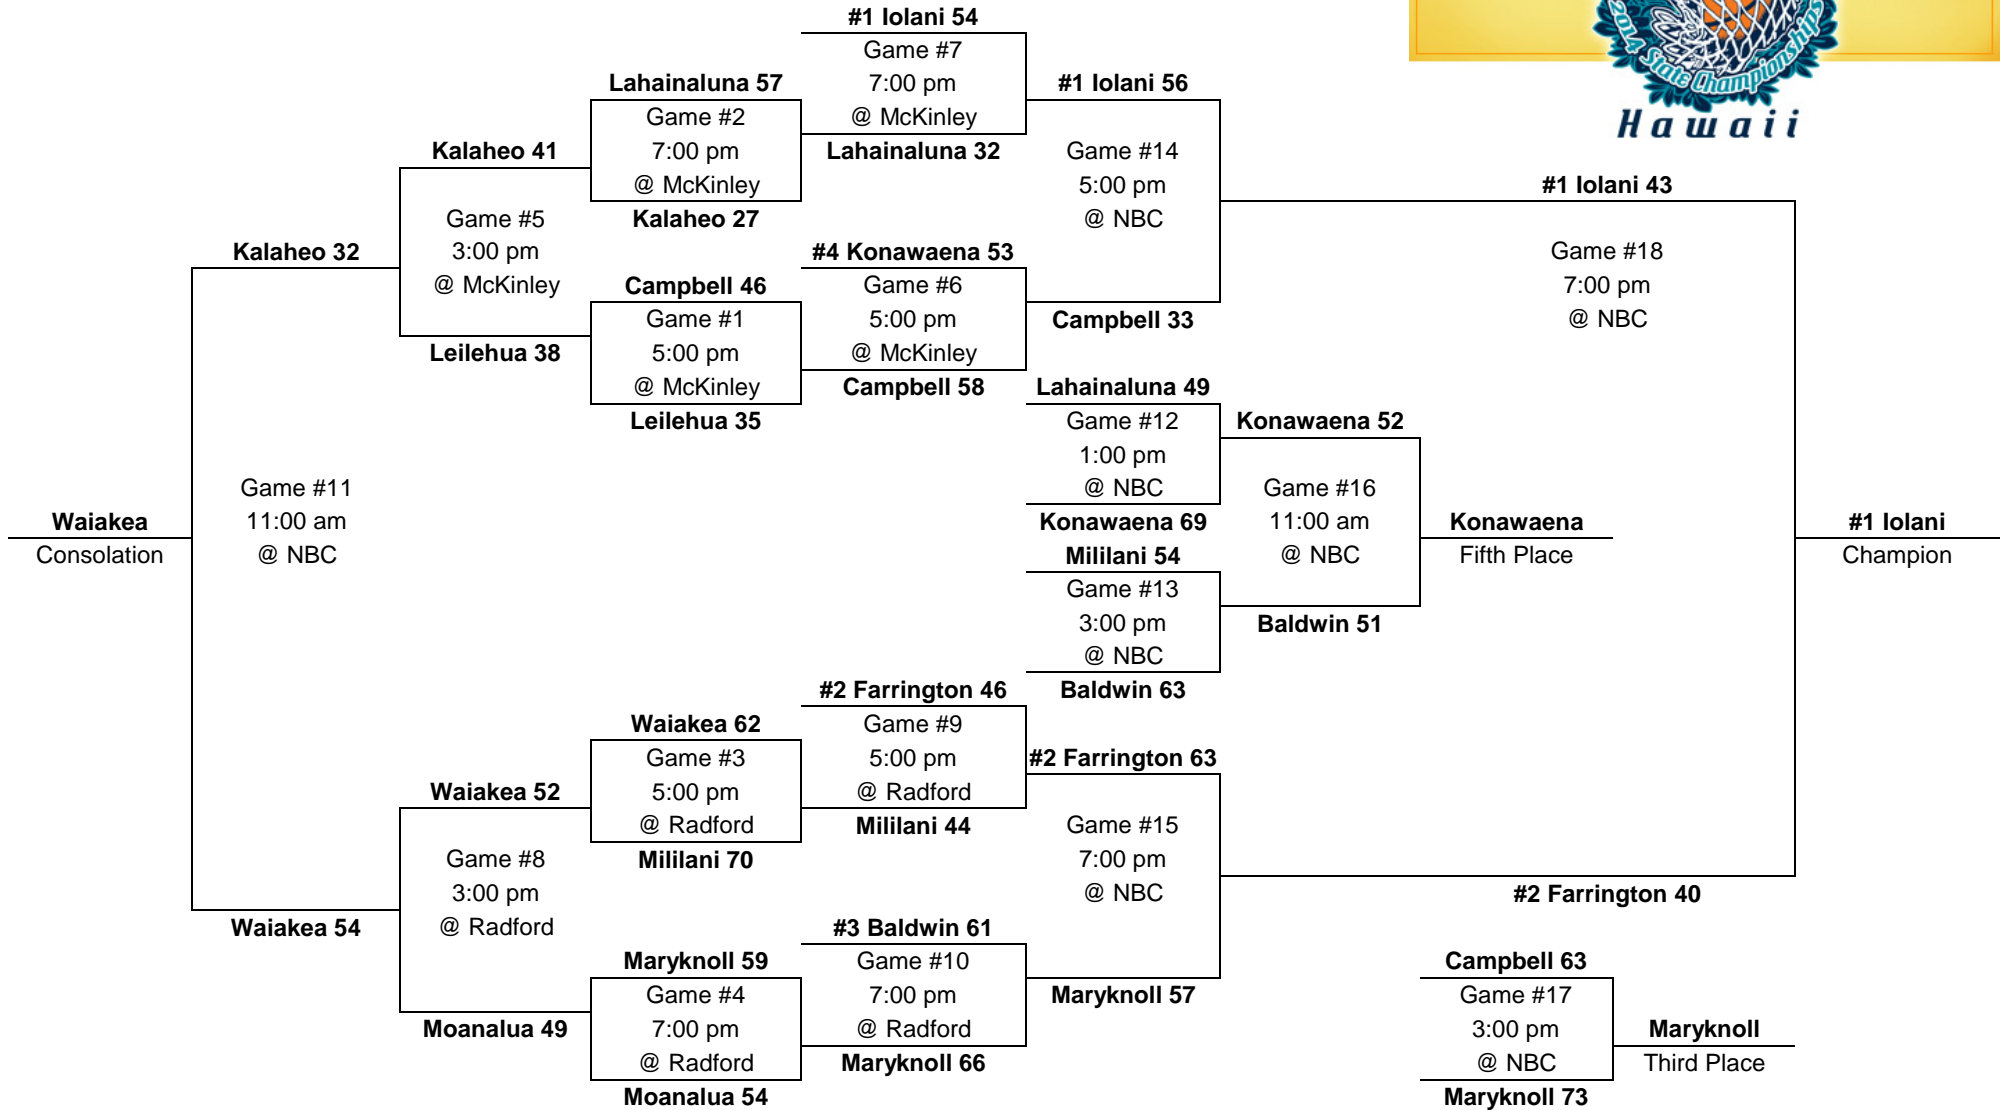 #1 Iolani 54
Game #7
7:00 pm
@ McKinley
Lahainaluna 32
Lahainaluna 57
Game #2
7:00 pm
@ McKinley
Kalaheo 27
#1 Iolani 56
Game #14
5:00 pm
@ NBC
Campbell 33
2014 State Championships
Hawaii
Kalaheo 41
Game #5
3:00 pm
@ McKinley
Leilehua 38
#1 Iolani 43
Game #18
7:00 pm
@ NBC
#2 Farrington 40
Kalaheo 32
Game #11
11:00 am
@ NBC
Waiakea 54
#4 Konawaena 53
Game #6
5:00 pm
@ McKinley
Campbell 58
Campbell 46
Game #1
5:00 pm
@ McKinley
Leilehua 35
Lahainaluna 49
Game #12
1:00 pm
@ NBC
Konawaena 69
Konawaena 52
Game #16
11:00 am
@ NBC
Baldwin 51
Waiakea
Consolation
Konawaena
Fifth Place
#1 Iolani
Champion
Mililani 54
Game #13
3:00 pm
@ NBC
Baldwin 63
#2 Farrington 46
Game #9
5:00 pm
@ Radford
Mililani 44
Waiakea 62
Game #3
5:00 pm
@ Radford
Mililani 70
#2 Farrington 63
Game #15
7:00 pm
@ NBC
Maryknoll 57
Waiakea 52
Game #8
3:00 pm
@ Radford
Moanalua 49
#3 Baldwin 61
Game #10
7:00 pm
@ Radford
Maryknoll 66
Maryknoll 59
Game #4
7:00 pm
@ Radford
Moanalua 54
Campbell 63
Game #17
3:00 pm
@ NBC
Maryknoll 73
Maryknoll
Third Place